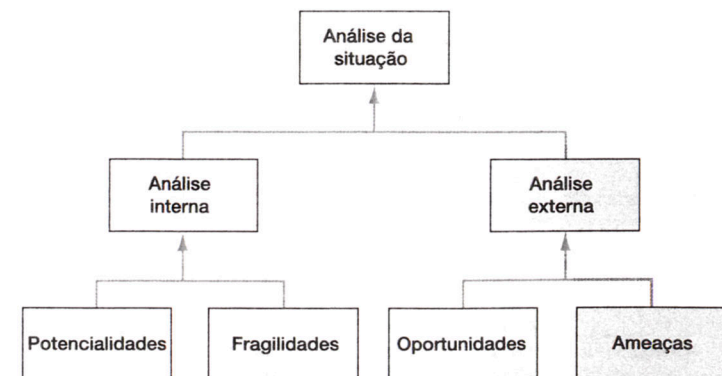 Análise da
situação
Análise
interna
Análise
externa
Potencialidades
Fragilidades
Oportunidades
Ameaças